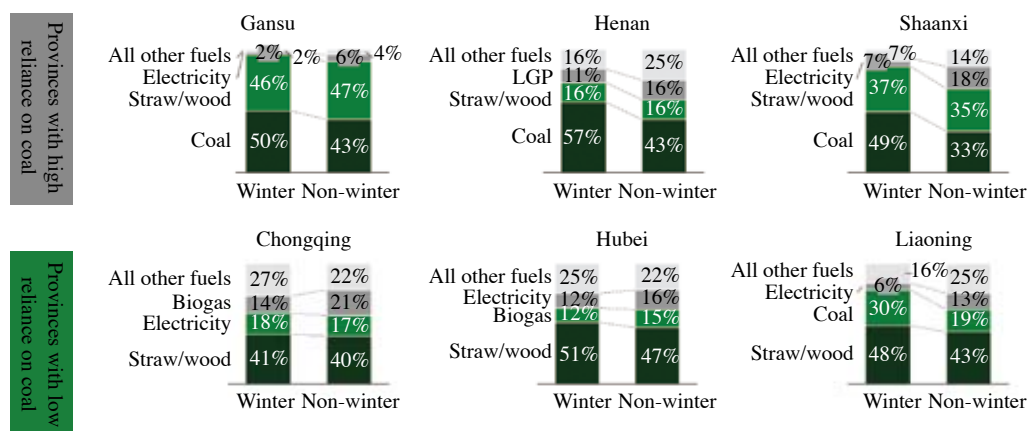 Provinces with high
reliance on coal
Gansu
All other fuels
Electricity
Straw/wood
Coal
2%
2%
6%
4%
46%
47%
50%
43%
Winter Non-winter
Henan
All other fuels
LGP
Straw/wood
Coal
16%
25%
11%
16%
16%
16%
57%
43%
Winter Non-winter
Shaanxi
All other fuels
Electricity
Straw/wood
Coal
7%
7%
14%
18%
37%
35%
49%
33%
Winter Non-winter
Provinces with low
reliance on coal
Chongqing
All other fuels
Biogas
Electricity
Straw/wood
27%
22%
14%
21%
18%
17%
41%
40%
Winter Non-winter
Hubei
All other fuels
Electricity
Biogas
Straw/wood
25%
22%
12%
16%
12%
15%
51%
47%
Winter Non-winter
Liaoning
All other fuels
Electricity
Coal
Straw/wood
16%
25%
6%
13%
30%
19%
48%
43%
Winter Non-winter